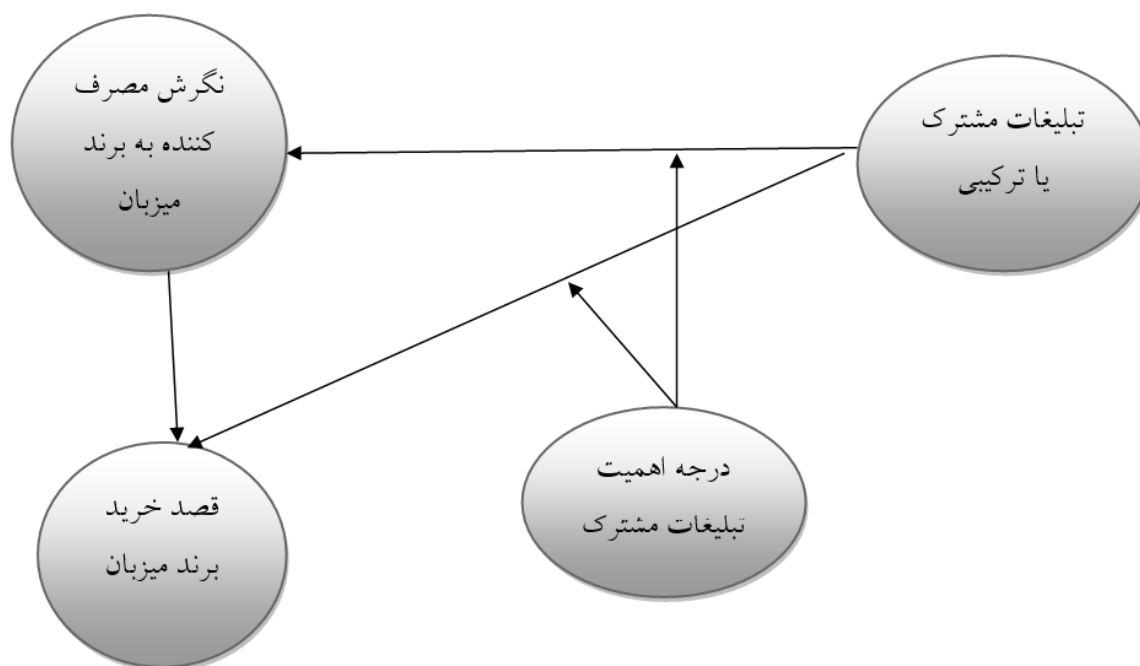 تبلیغات مشترک
یا ترکیبی
نگرش مصرف
کننده به برند
میزبان
درجه اهمیت
تبلیغات مشترک
قصد خرید
برند میزبان